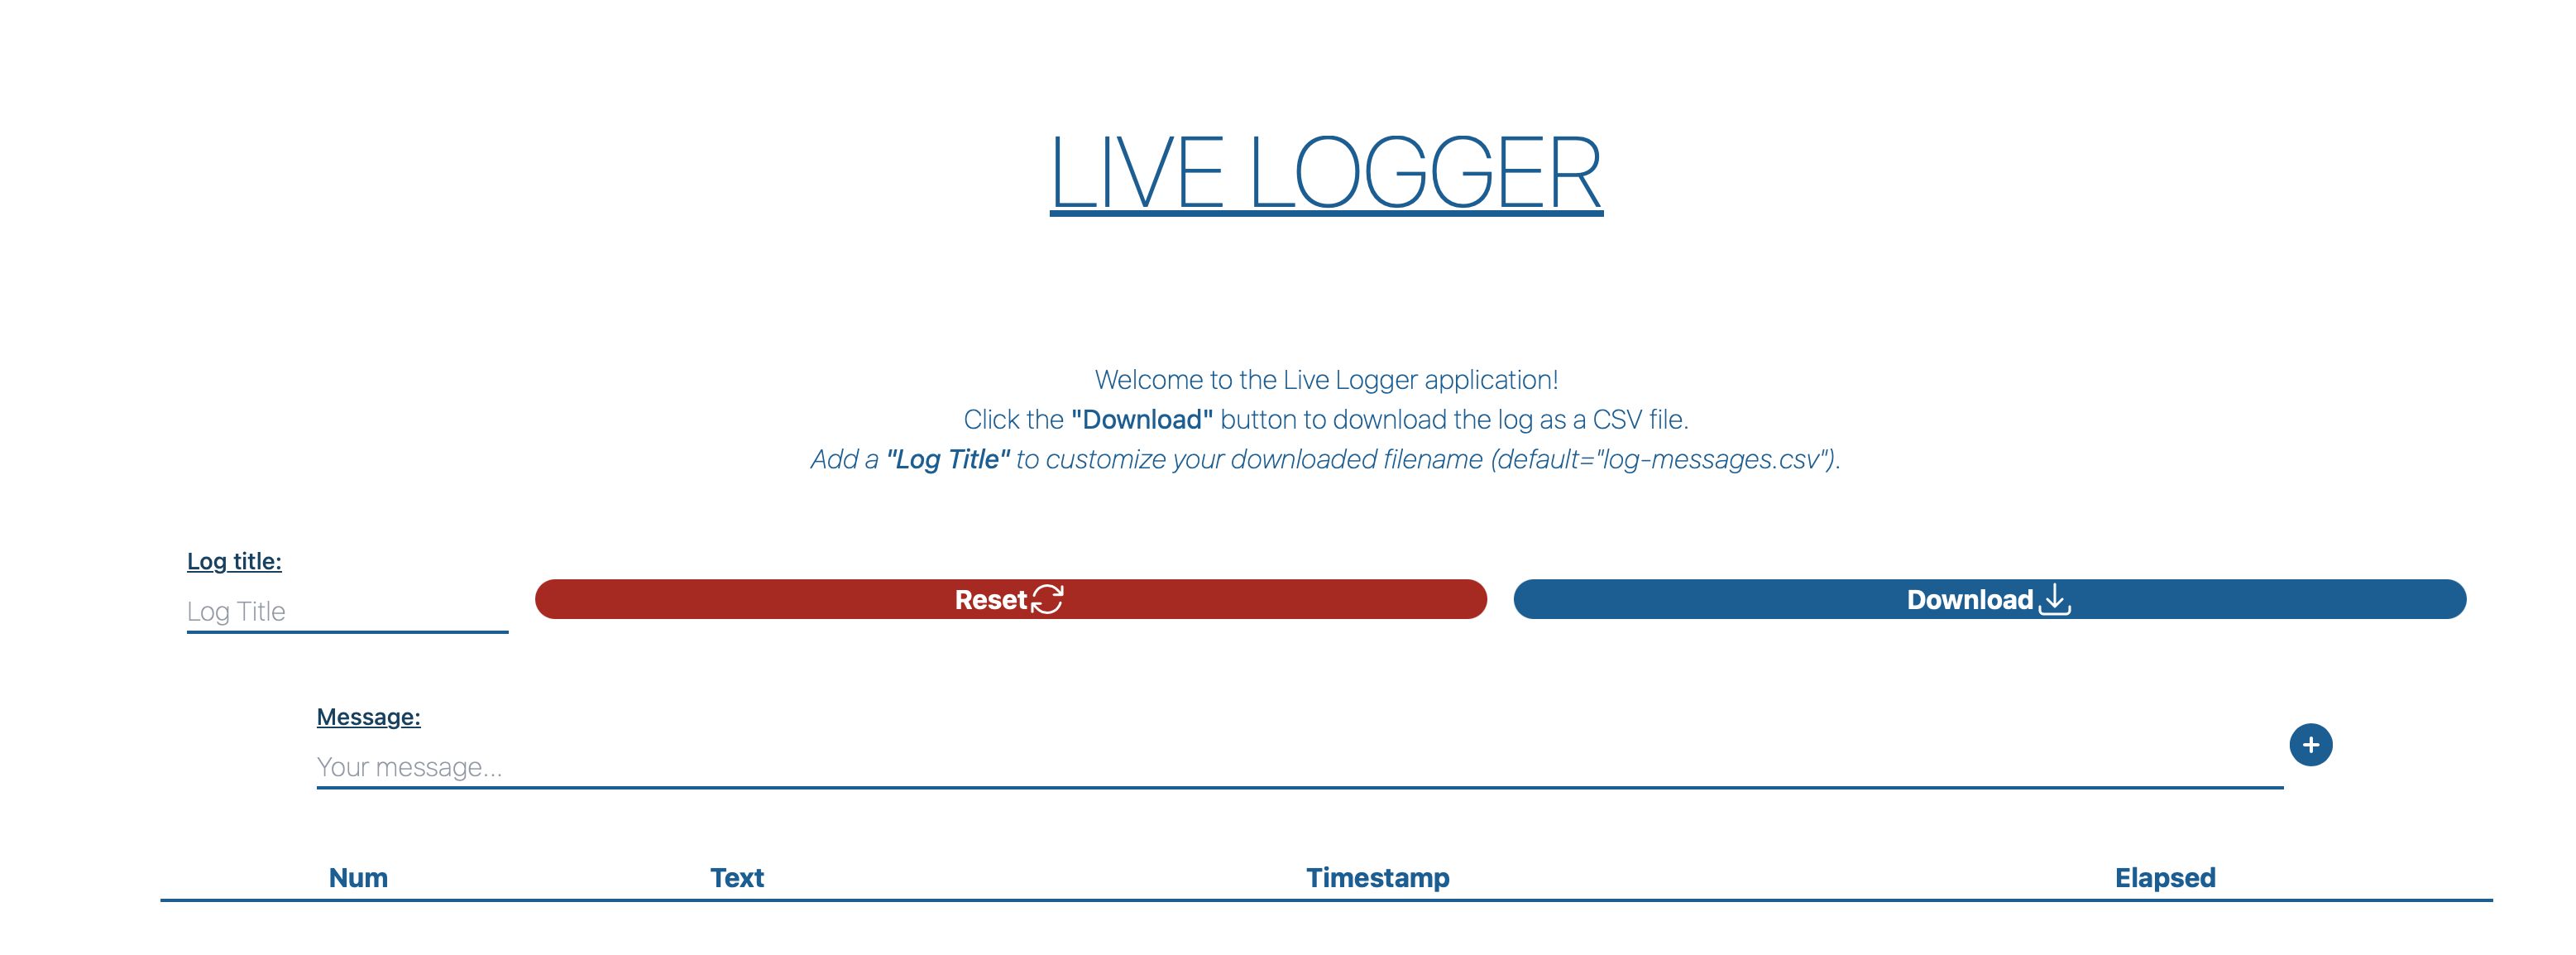 LIVE LOGGER
Welcome to the Live Logger application!
Click the "Download" button to download the log as a CSV file.
Add a "Log Title" to customize your downloaded filename (default="log-messages.csv").
Log title:
Log Title
Reset
Download
Message:
Your message...
Num Text Timestamp Elapsed